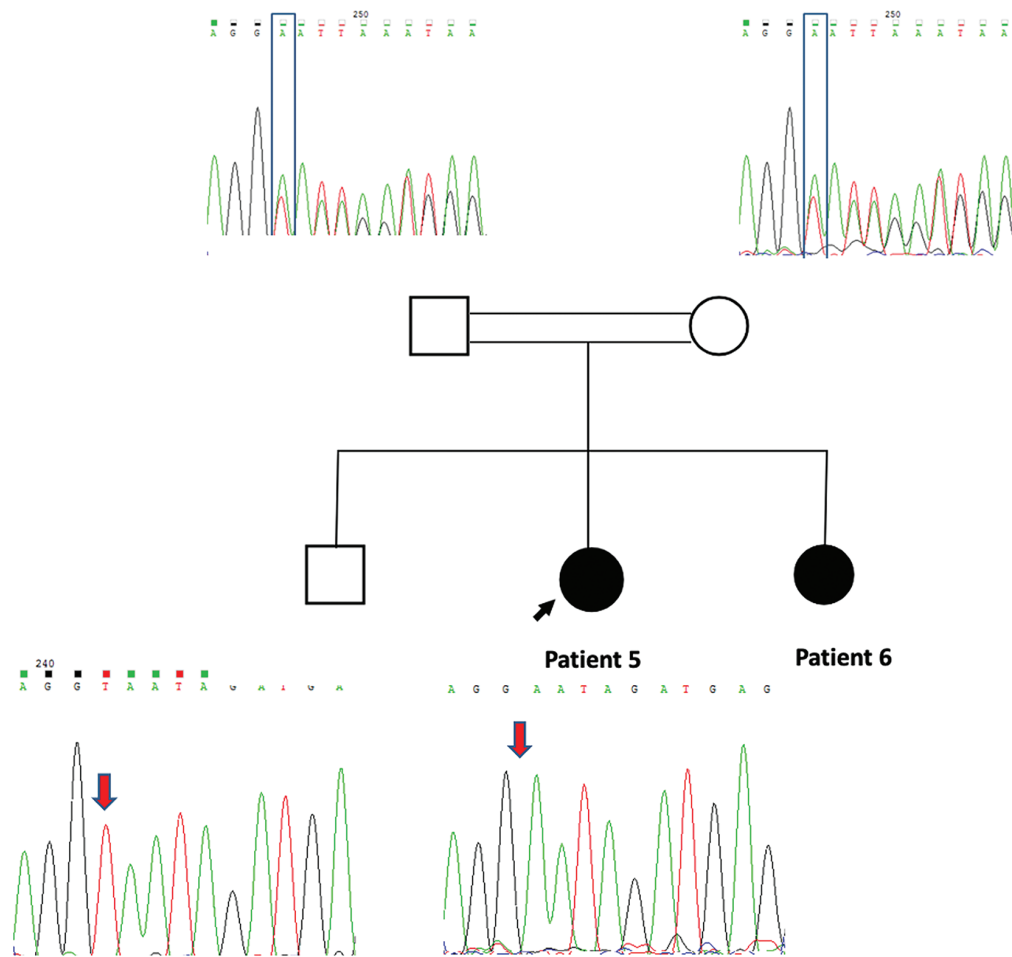 250
A G G A A T T A A A T A A
250
A G G A A T T A A A T A A
Patient 5
Patient 6
240
A G G T A A T A G A T G A
A G G A A T A G A T G A G